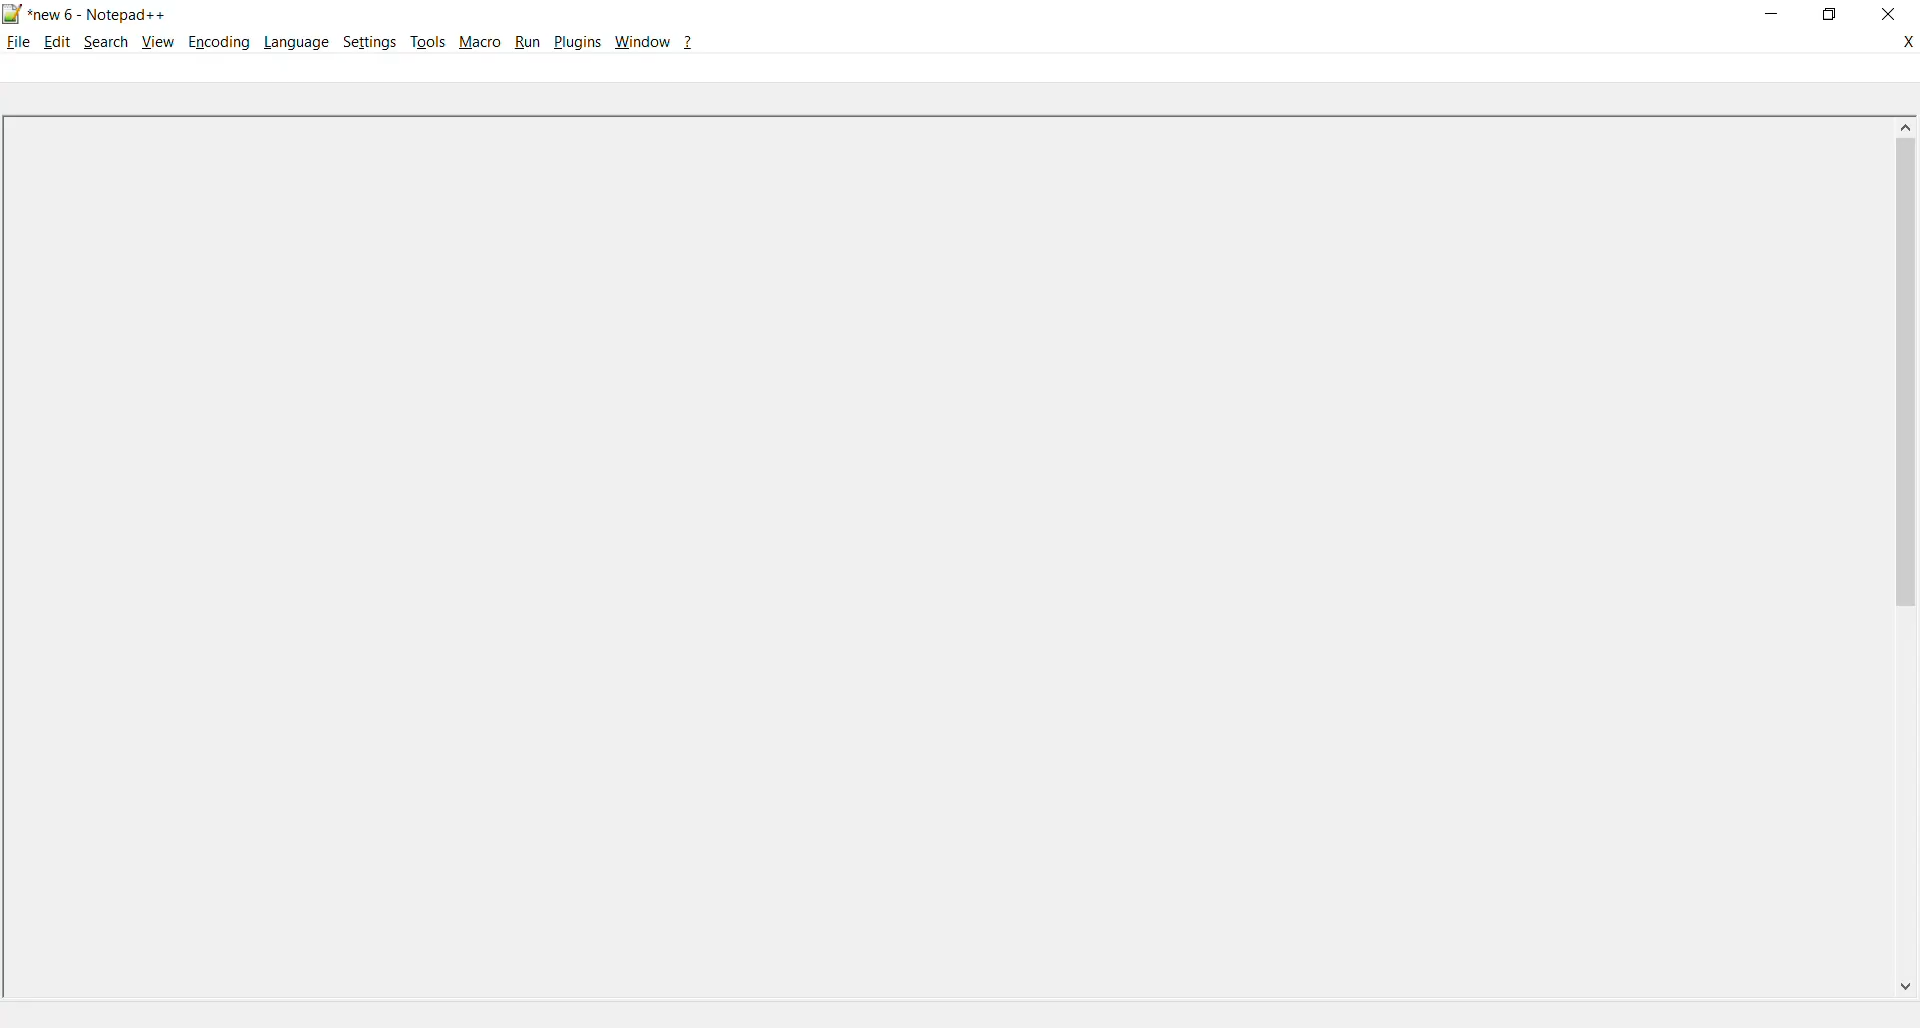 *new 6 - Notepad++
File Edit Search View Encoding Language Settings Tools Macro Run Plugins Window ?
X